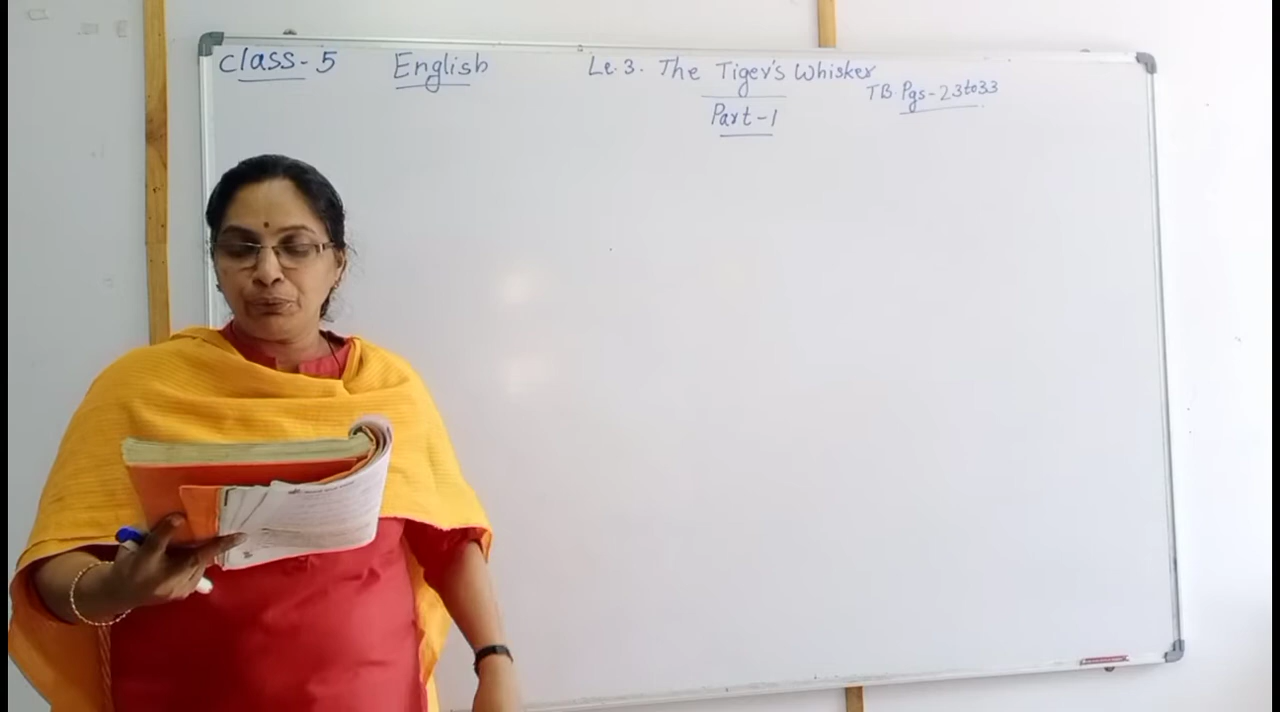 Class-5 English Le.3. The Tiger's Whisker
TB. Pgs-23to33
Part-1